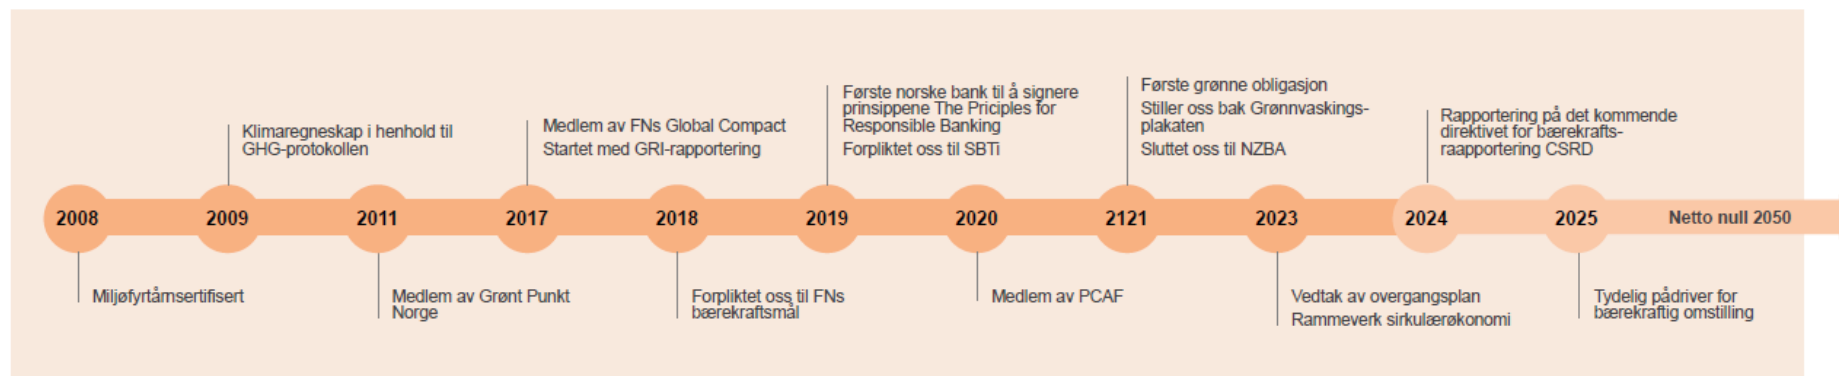 Klimaregneskap i henhold til
GHG-protokollen
Medlem av FNs Global Compact
Startet med GRI-rapportering
Første norske bank til å signere
prinsippene The Priciples for
Responsible Banking
Forpliktet oss til SBTi
Første grønne obligasjon
Stiller oss bak Grønnvaskings-
plakaten
Sluttet oss til NZBA
Rapportering på det kommende
direktivet for bærekrafts-
raapportering CSRD
2008 2009 2011 2017 2018 2019 2020 2121 2023 2024 2025 Netto null 2050
Miljøfyrtårnsertifisert
Medlem av Grønt Punkt
Norge
Forpliktet oss til FNs
bærekraftsmål
Medlem av PCAF
Vedtak av overgangsplan
Rammeverk sirkulærøkonomi
Tydelig pådriver for
bærekraftig omstilling